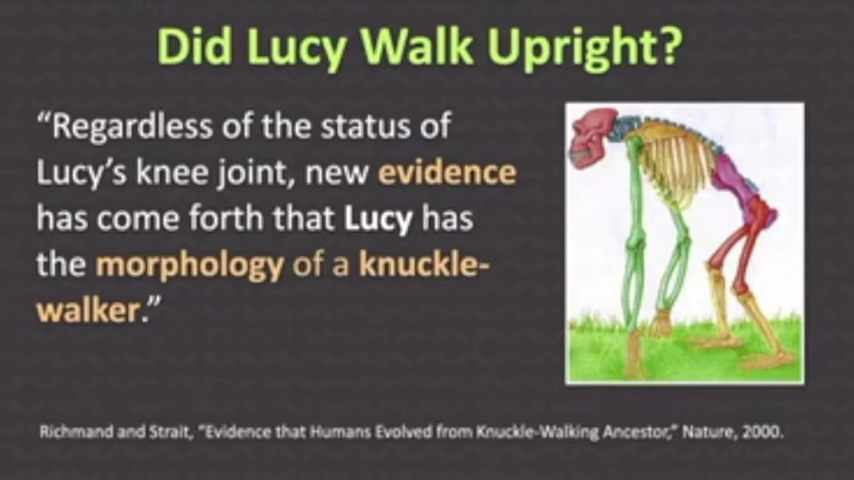 Did Lucy Walk Upright?
“Regardless of the status of
Lucy’s knee joint, new evidence
has come forth that Lucy has
the morphology of a knuckle-
walker.”
Richmand and Strait, “Evidence that Humans Evolved from Knuckle-Walking Ancestor,” Nature, 2000.